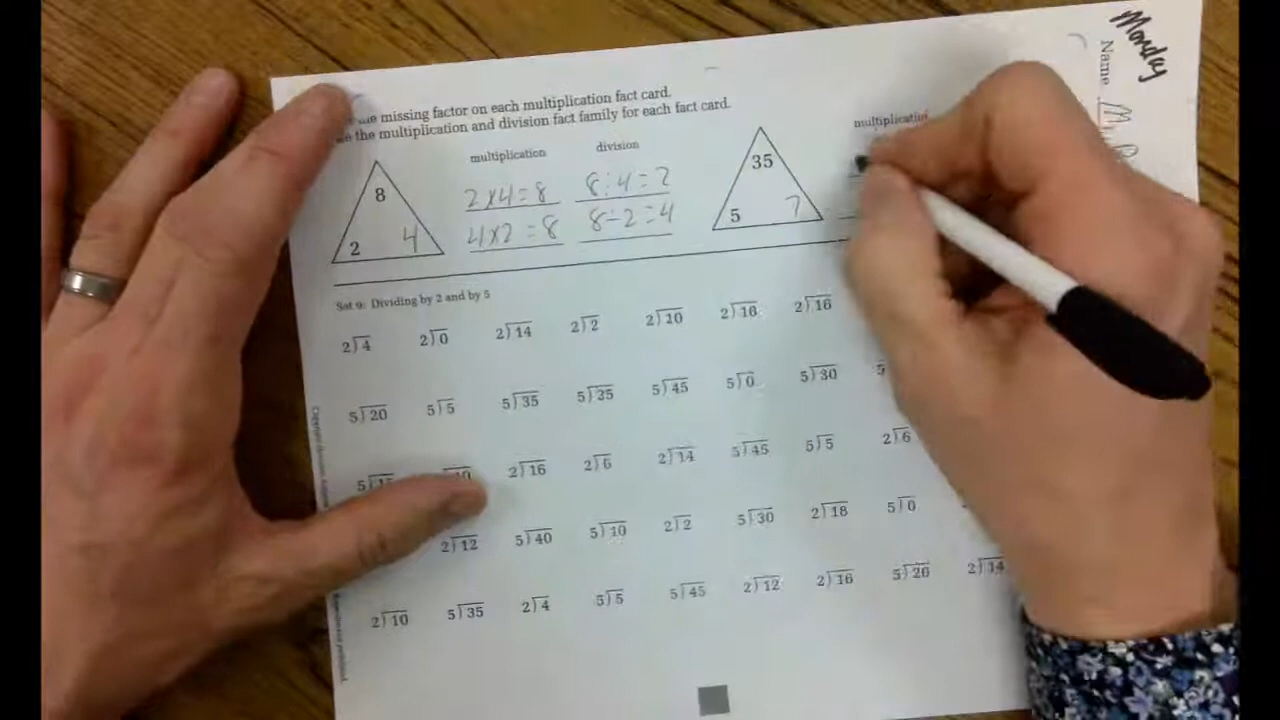 Monday
Name
the missing factor on each multiplication fact card.
the multiplication and division fact family for each fact card.
multiplication division
8
2 4
2×4=8 8÷4=2
4×2=8 8÷2=4
35
5 7
Set 9: Dividing by 2 and by 5
2⟌4 2⟌0 2⟌14 2⟌2 2⟌10 2⟌16 2⟌16
5⟌20 5⟌5 5⟌35 5⟌25 5⟌45 5⟌0 5⟌30
2⟌16 2⟌6 2⟌14 5⟌45 5⟌5 2⟌6
2⟌12 5⟌40 5⟌10 2⟌2 5⟌30 2⟌18 5⟌0
2⟌10 5⟌35 2⟌4 5⟌5 5⟌45 2⟌12 2⟌16 5⟌20 2⟌14